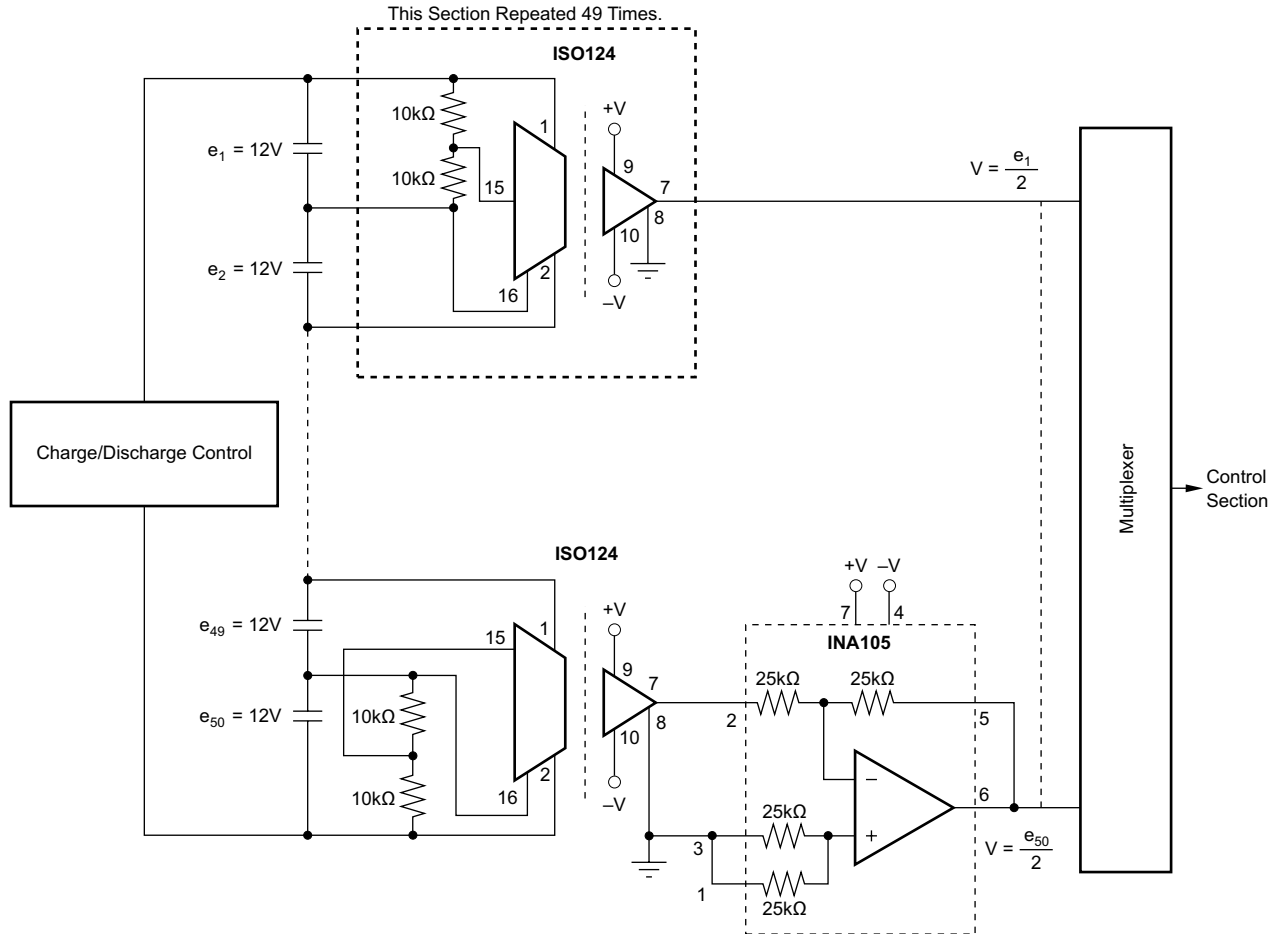 This Section Repeated 49 Times.
ISO124
10kΩ
10kΩ
e1 = 12V
e2 = 12V
1
15
2
16
+V
9
7
8
10
–V
V = e1/2
Charge/Discharge Control
Multiplexer
Control
Section
ISO124
e49 = 12V
e50 = 12V
10kΩ
10kΩ
15
1
2
16
+V
9
7
8
10
–V
+V –V
7
4
INA105
25kΩ
25kΩ
2
5
–
+
6
25kΩ
3
1
25kΩ
V = e50/2